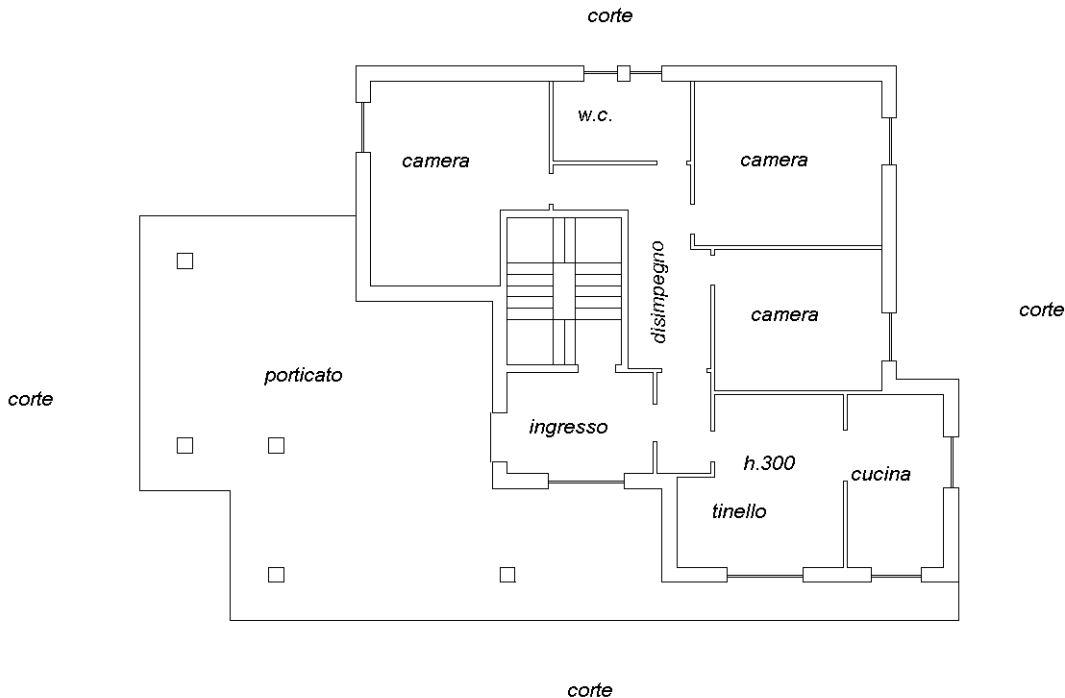 corte
w.c.
camera
camera
disimpegno
camera
corte
porticato
corte
ingresso
h.300
cucina
tinello
corte